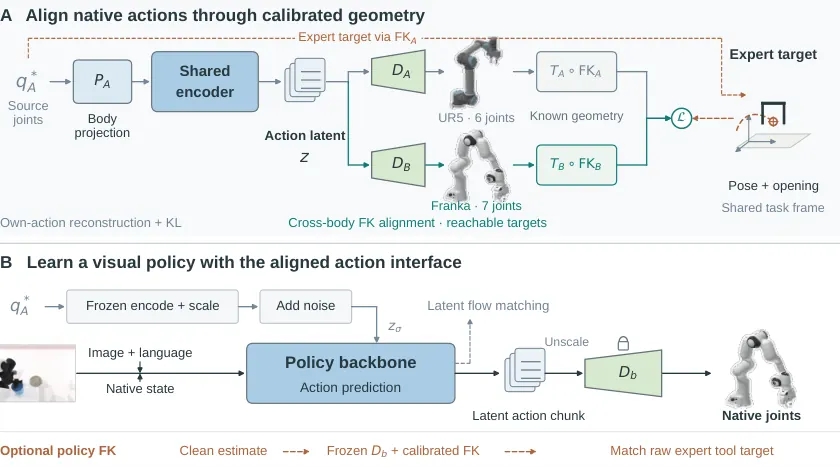 A Align native actions through calibrated geometry
Expert target via FK_A
Expert target
q*_A
P_A
Shared
encoder
D_A
T_A ∘ FK_A
Source
joints
Body
projection
UR5 · 6 joints
Known geometry
ℒ
Action latent
z
D_B
T_B ∘ FK_B
Pose + opening
Franka · 7 joints
Shared task frame
Own-action reconstruction + KL
Cross-body FK alignment · reachable targets
B Learn a visual policy with the aligned action interface
q*_A
Frozen encode + scale
Add noise
Latent flow matching
z_σ
Unscale
Image + language
Native state
Policy backbone
Action prediction
D_b
Latent action chunk
Native joints
Optional policy FK
Clean estimate
Frozen D_b + calibrated FK
Match raw expert tool target